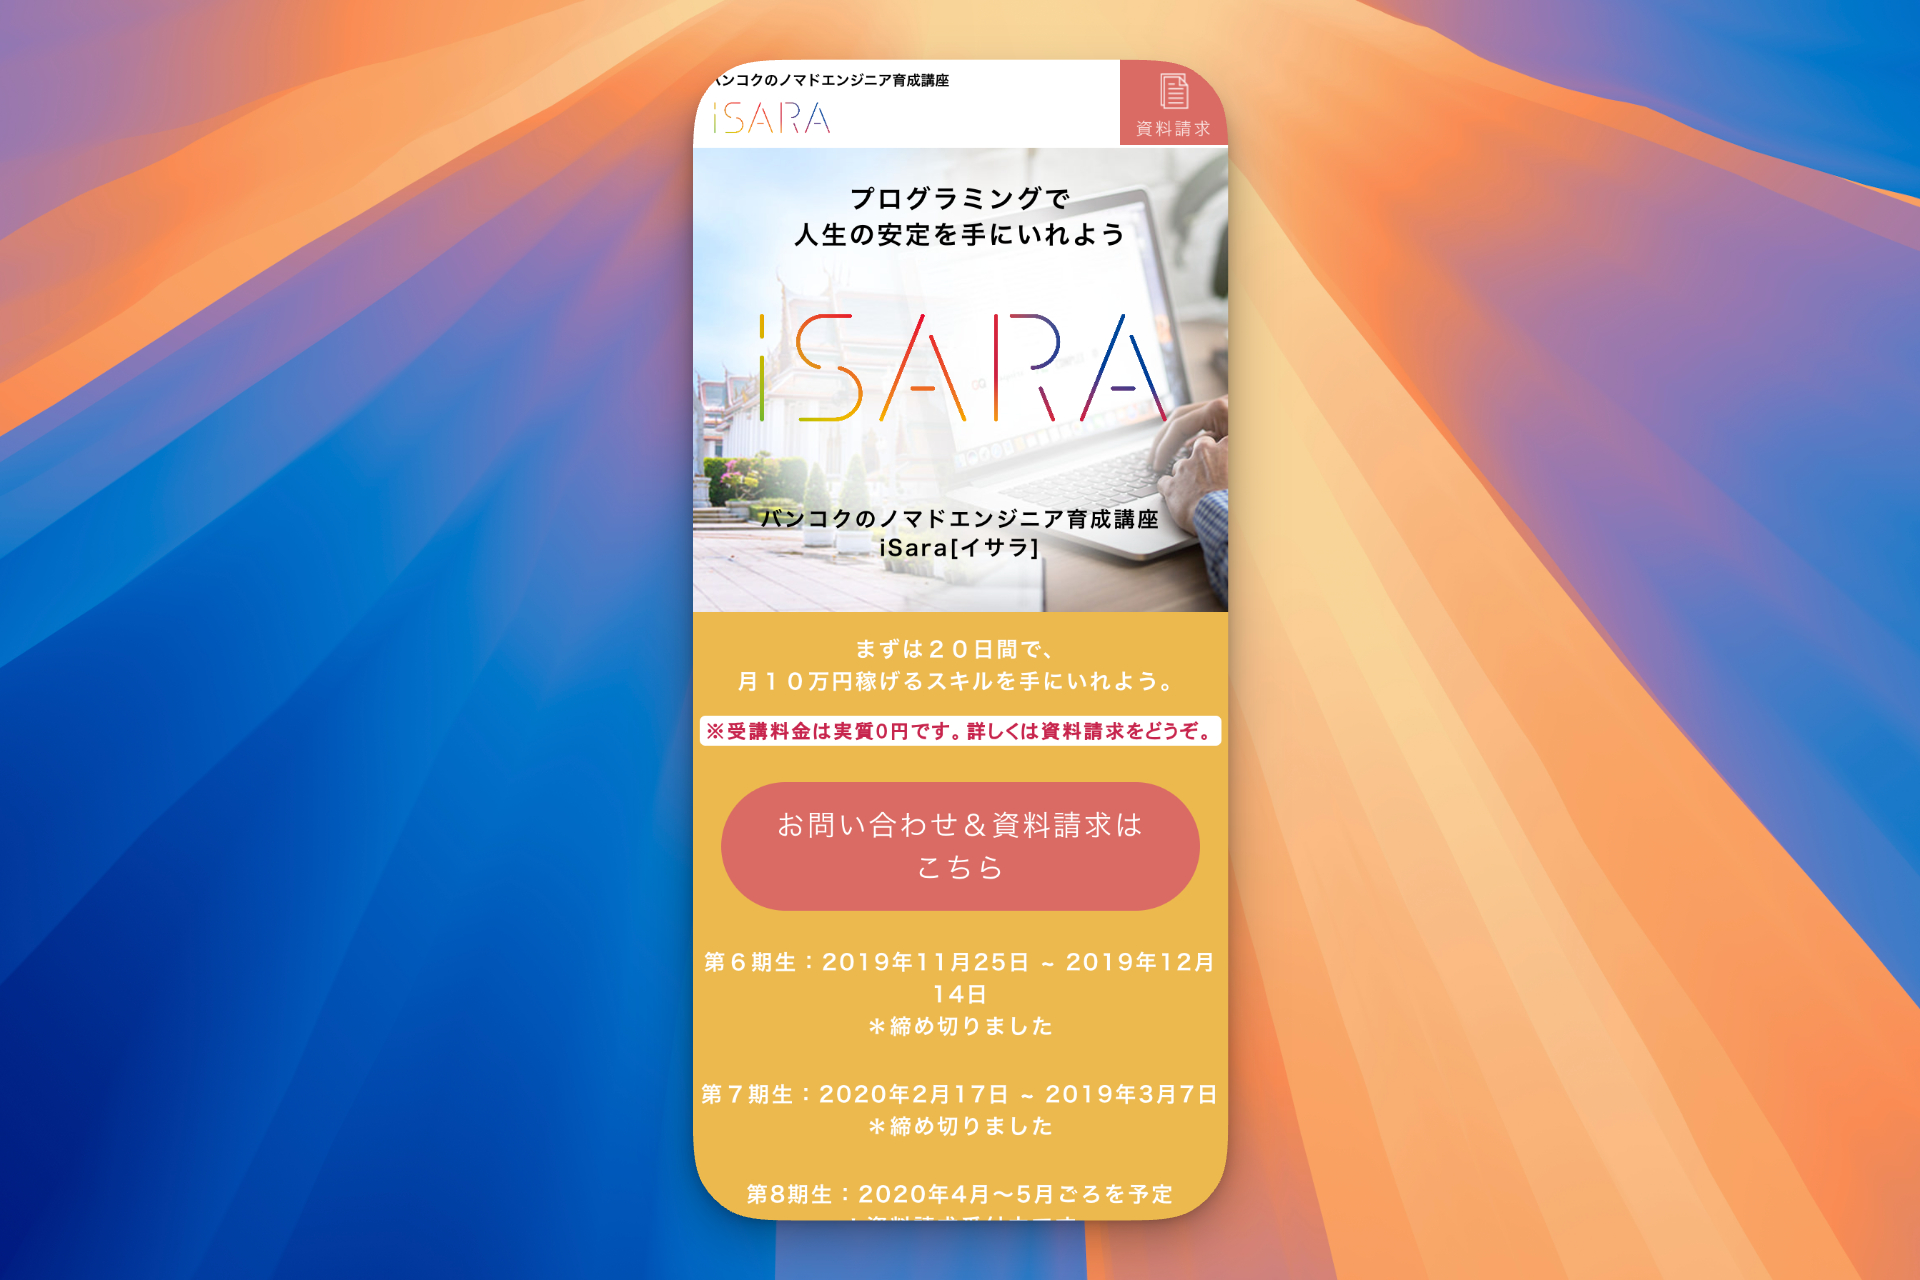 バンコクのノマドエンジニア育成講座
iSARA
資料請求
プログラミングで
人生の安定を手にいれよう
iSARA
バンコクのノマドエンジニア育成講座
iSara[イサラ]
まずは２０日間で、
月１０万円稼げるスキルを手にいれよう。
※受講料金は実質0円です。詳しくは資料請求をどうぞ。
お問い合わせ＆資料請求は
こちら
第６期生：2019年11月25日 ~ 2019年12月
14日
＊締め切りました
第７期生：2020年2月17日 ~ 2019年3月7日
＊締め切りました
第8期生：2020年4月〜5月ごろを予定